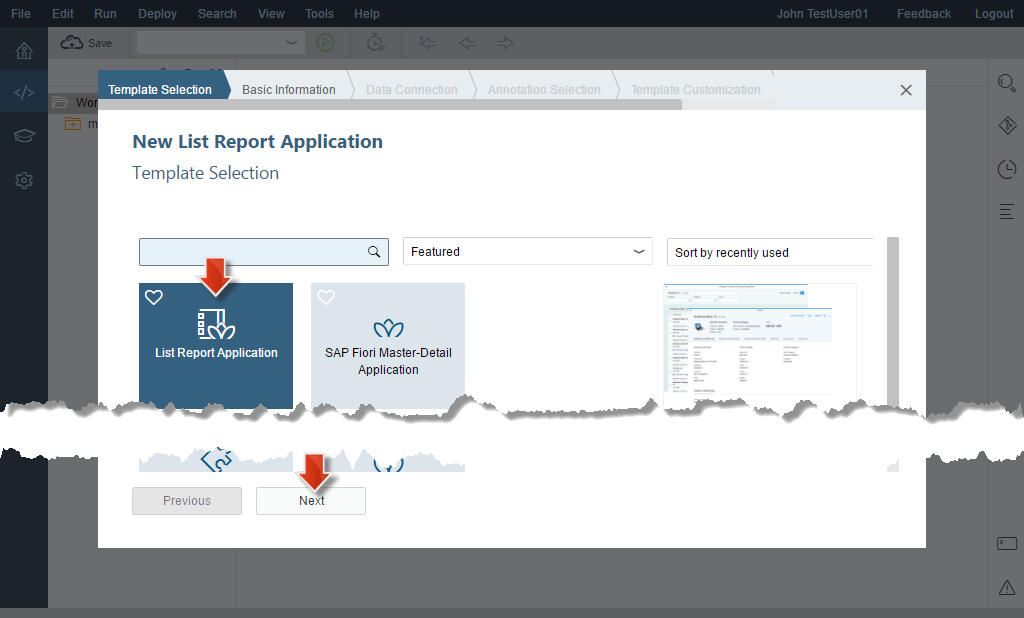 File Edit Run Deploy Search View Tools Help John TestUser01 Feedback Logout
Save
Template Selection Basic Information Data Connection Annotation Selection Template Customization
Wor
m
New List Report Application
Template Selection
Featured
Sort by recently used
List Report Application
SAP Fiori Master-Detail
Application
Previous Next